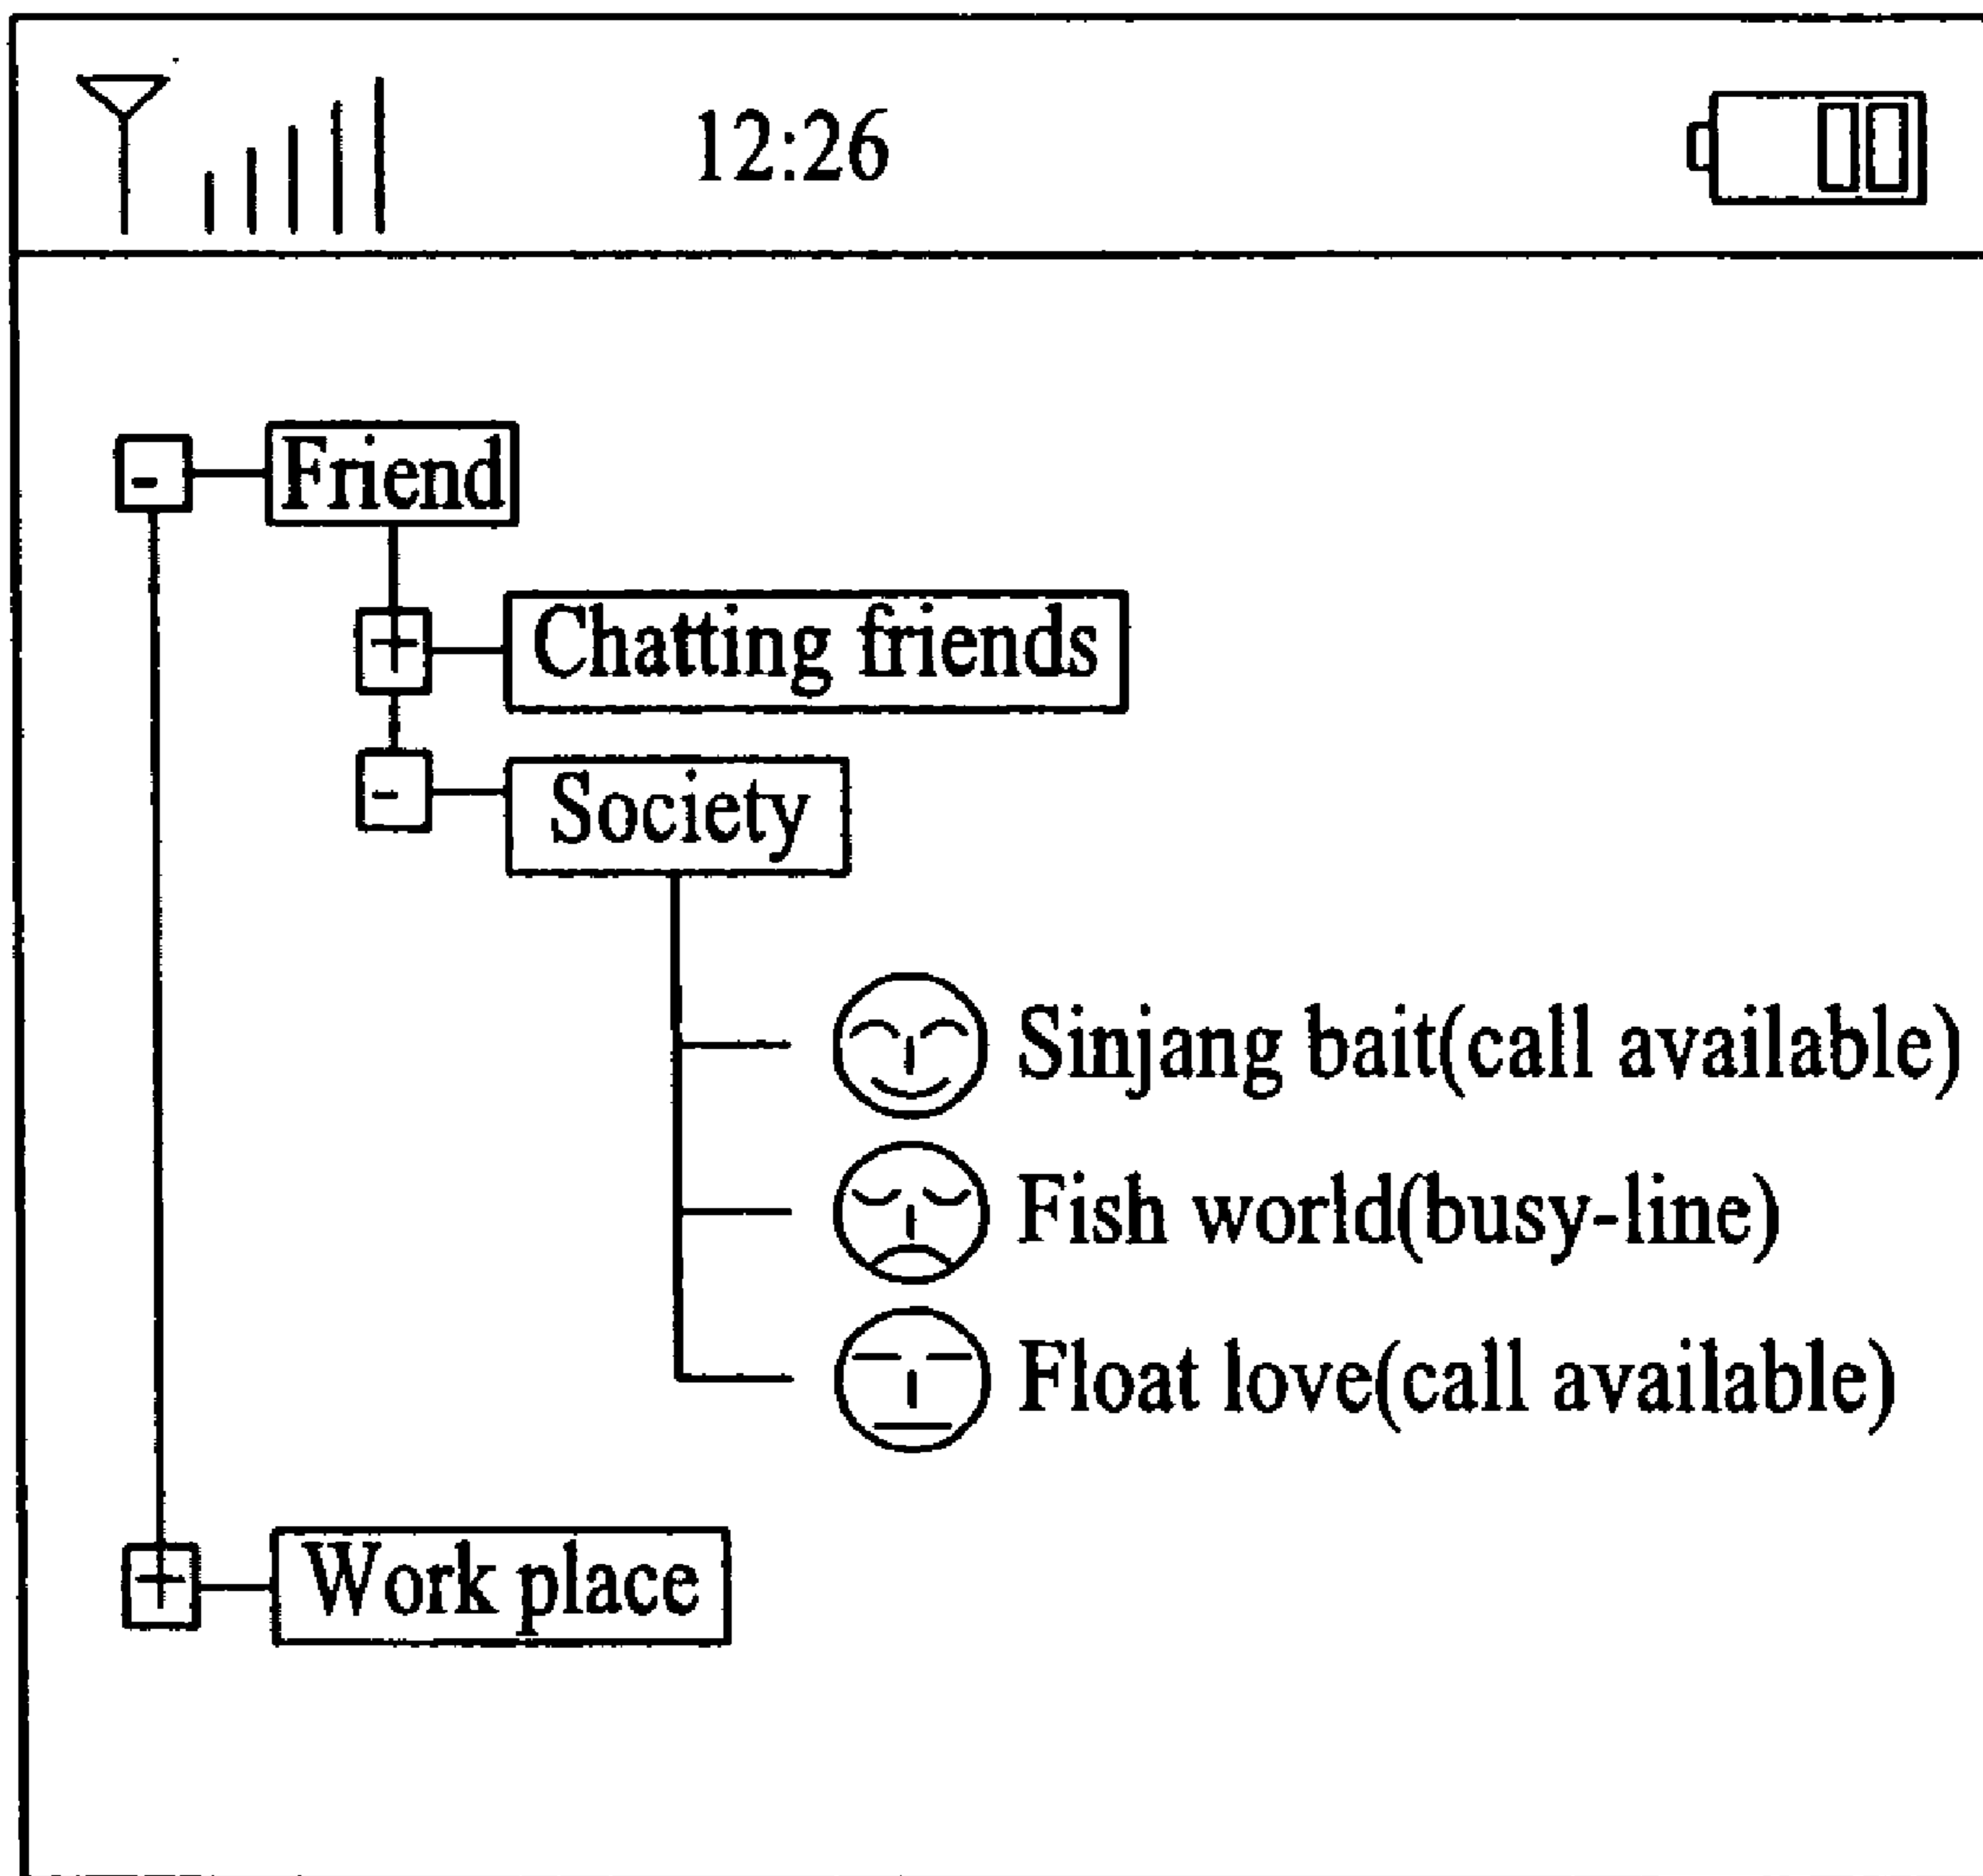 12:26
Friend
Chatting friends
Society
Sinjang bait(call available)
Fish world(busy-line)
Float love(call available)
Work place